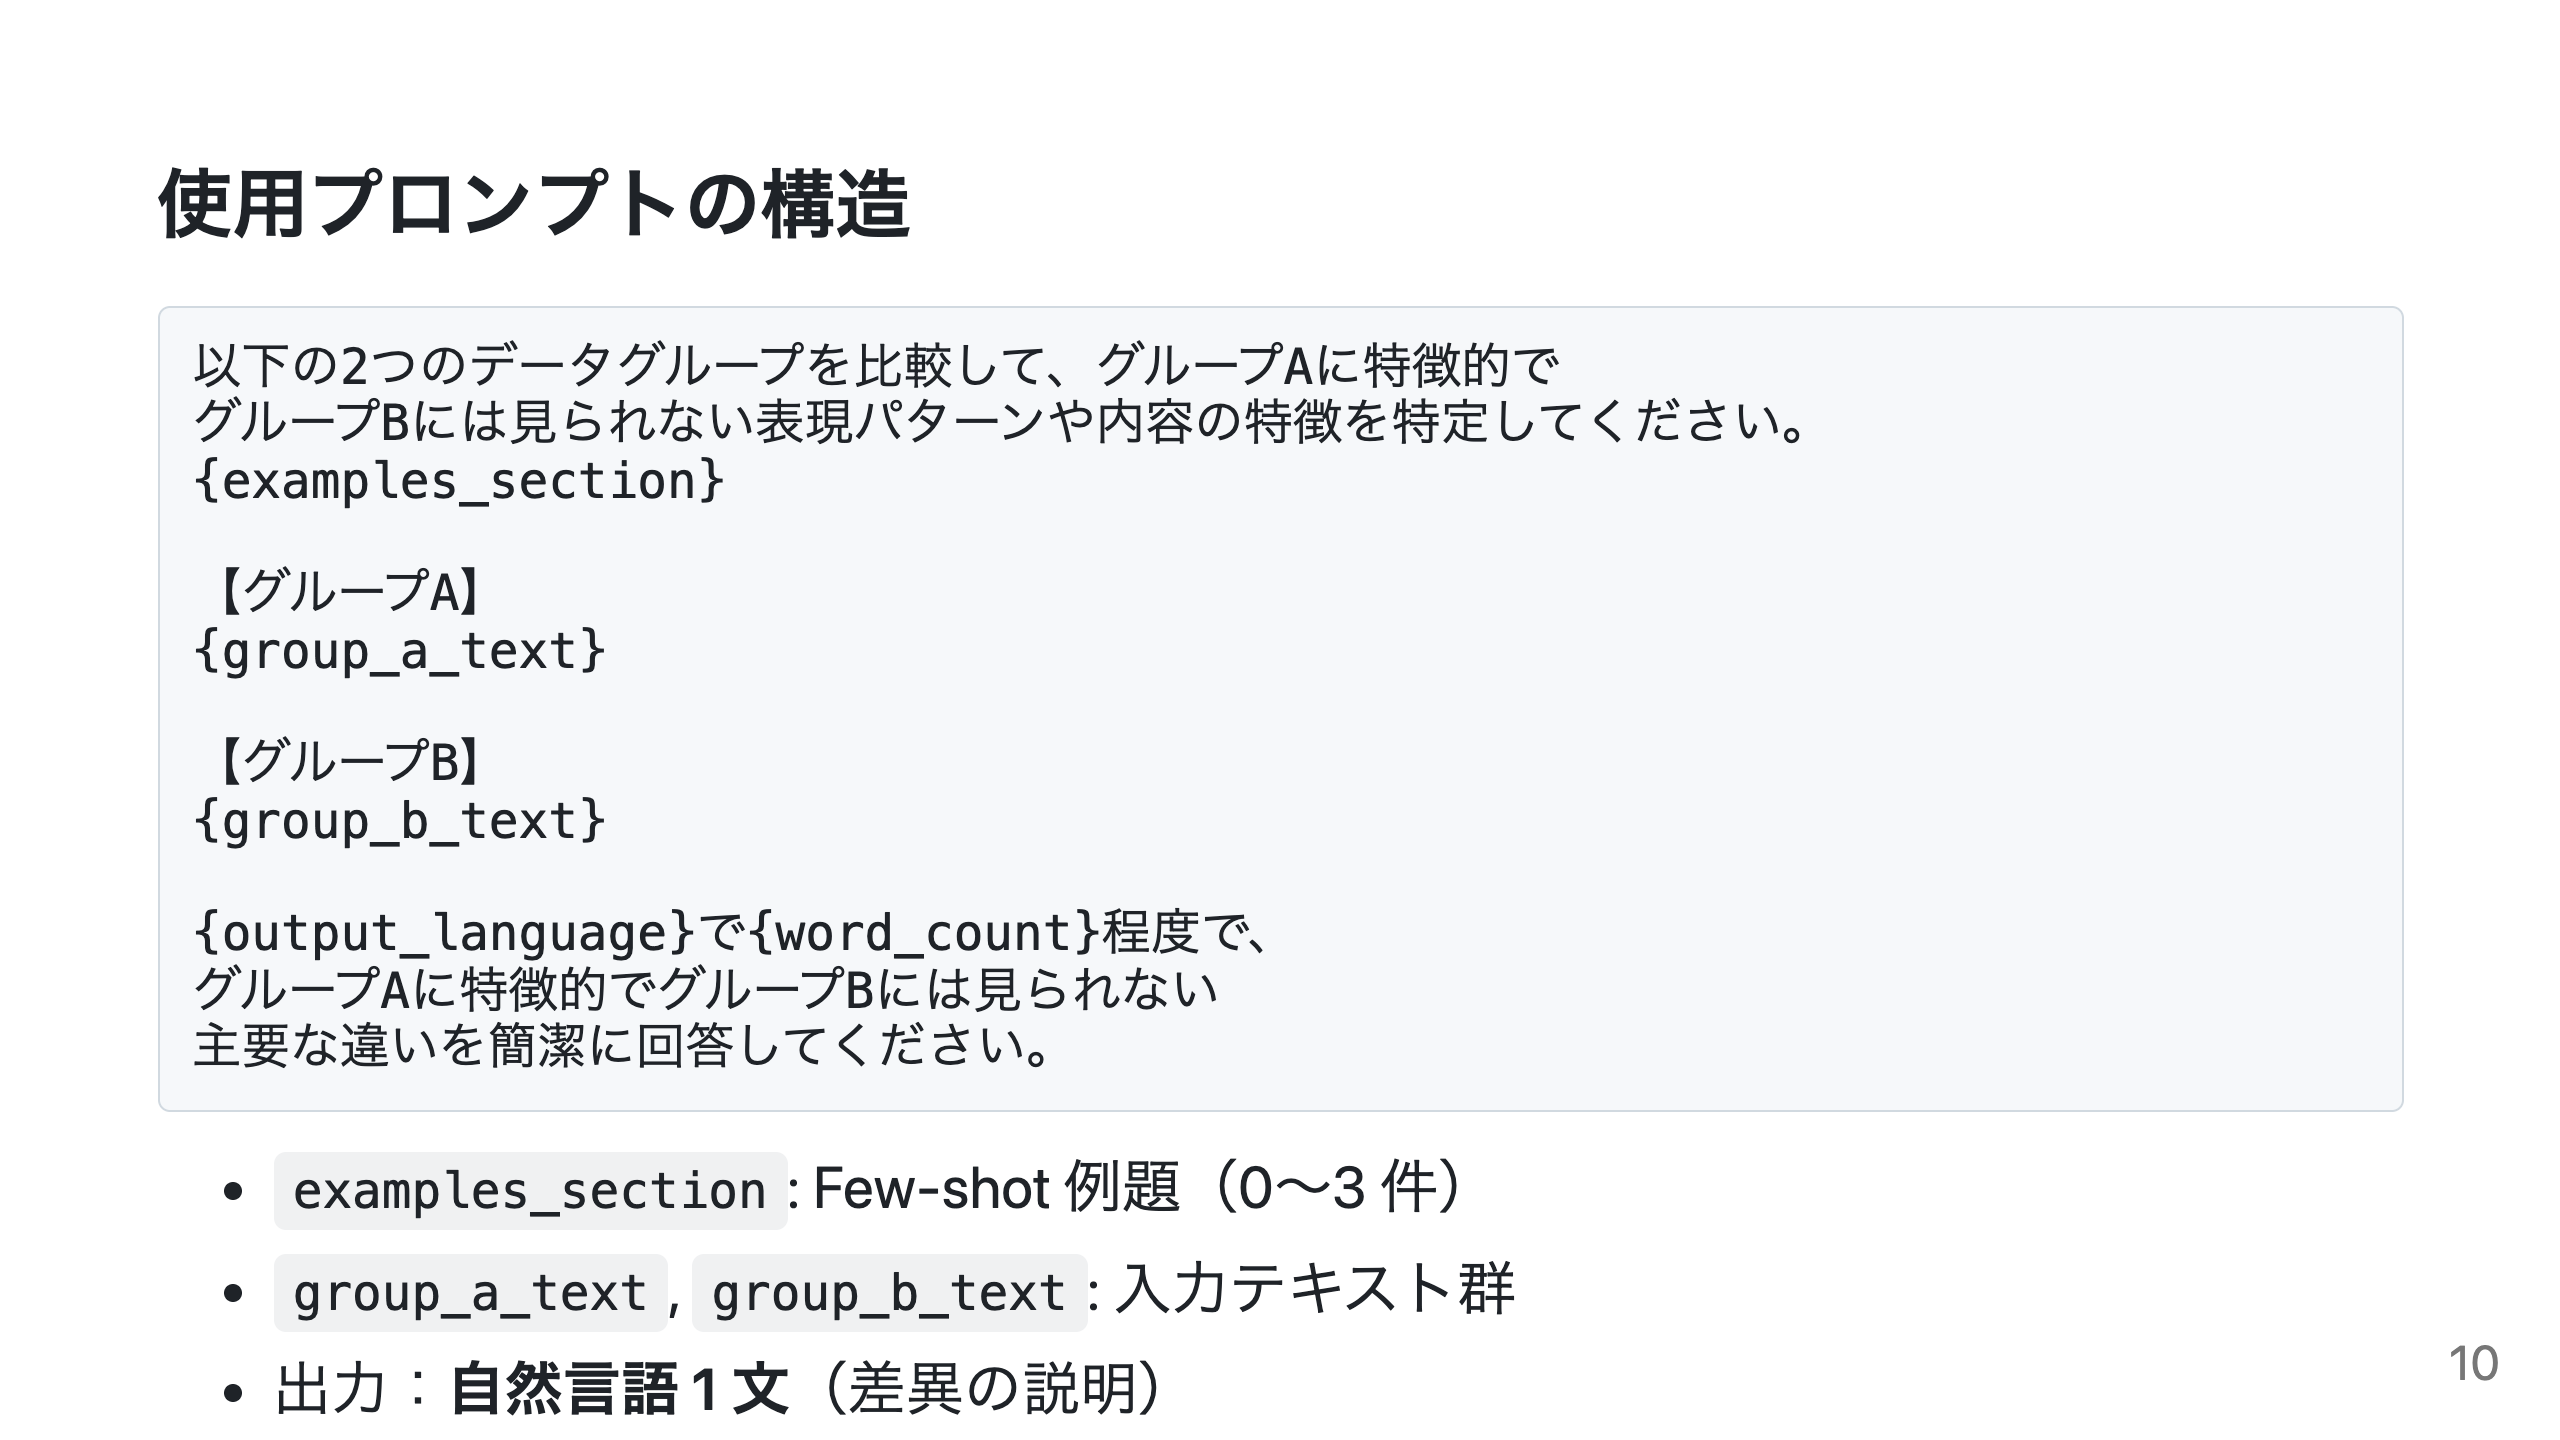 使用プロンプトの構造
以下の2つのデータグループを比較して、グループAに特徴的で
グループBには見られない表現パターンや内容の特徴を特定してください。
{examples_section}
【グループA】
{group_a_text}
【グループB】
{group_b_text}
{output_language}で{word_count}程度で、
グループAに特徴的でグループBには見られない
主要な違いを簡潔に回答してください。
• examples_section : Few-shot 例題（0〜3 件）
• group_a_text , group_b_text : 入力テキスト群
• 出力：自然言語 1 文（差異の説明）
10